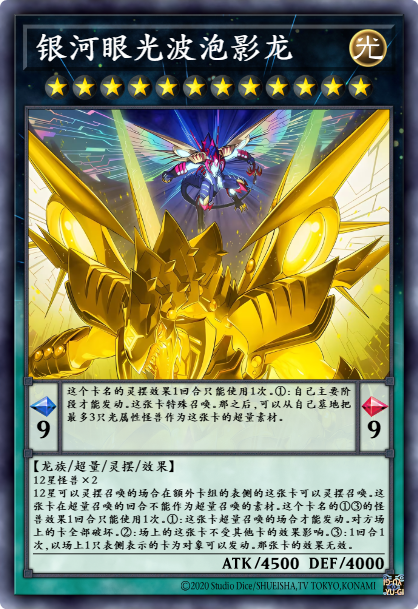 银河眼光波泡影龙
光
这个卡名的灵摆效果1回合只能使用1次。①:自己主要阶
段才能发动。这张卡特殊召唤。那之后,可以从自己墓地把
最多3只光属性怪兽作为这张卡的超量素材。
9
9
【龙族/超量/灵摆/效果】
12星怪兽×2
12星可以灵摆召唤的场合在额外卡组的表侧的这张卡可以灵摆召唤。这
张卡在超量召唤的回合不能作为超量召唤的素材。这个卡名的①③的怪
兽效果1回合只能使用1次。①:这张卡超量召唤的场合才能发动。对方场
上的卡全部破坏。②:场上的这张卡不受其他卡的效果影响。③:1回合1
次,以场上1只表侧表示的卡为对象可以发动。那张卡的效果无效。
ATK/4500 DEF/4000
©2020 Studio Dice/SHUEISHA,TV TOKYO,KONAMI